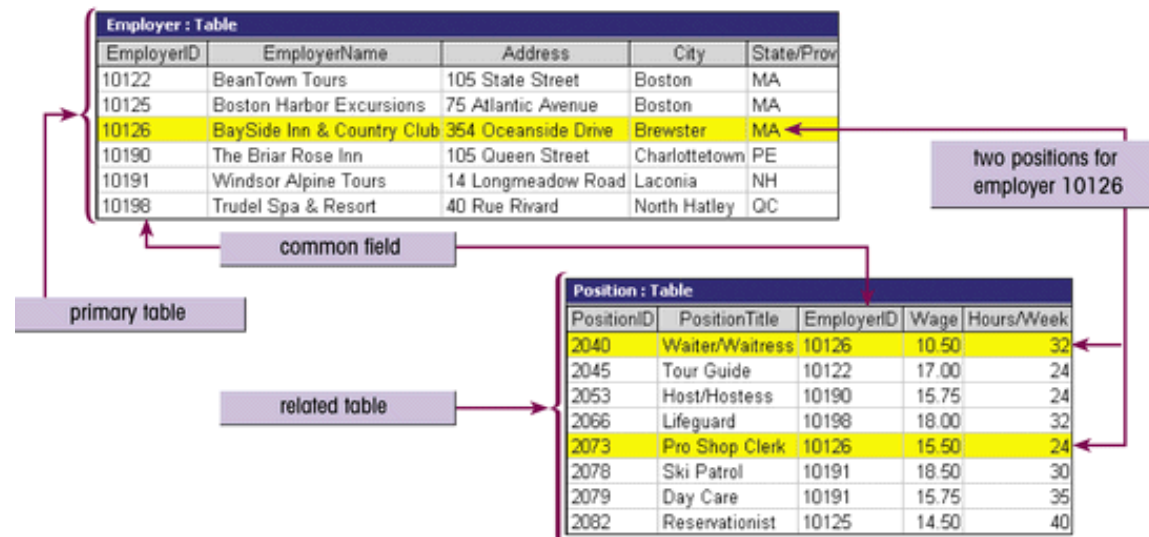 Employer : Table
EmployerID EmployerName Address City State/Prov
10122 BeanTown Tours 105 State Street Boston MA
10125 Boston Harbor Excursions 75 Atlantic Avenue Boston MA
10126 BaySide Inn & Country Club 354 Oceanside Drive Brewster MA
10190 The Briar Rose Inn 105 Queen Street Charlottetown PE
10191 Windsor Alpine Tours 14 Longmeadow Road Laconia NH
10198 Trudel Spa & Resort 40 Rue Rivard North Hatley QC
two positions for
employer 10126
common field
primary table
Position : Table
PositionID PositionTitle EmployerID Wage Hours/Week
2040 Waiter/Waitress 10126 10.50 32
2045 Tour Guide 10122 17.00 24
2053 Host/Hostess 10190 15.75 24
2066 Lifeguard 10198 18.00 32
2073 Pro Shop Clerk 10126 15.50 24
2078 Ski Patrol 10191 18.50 30
2079 Day Care 10191 15.75 35
2082 Reservationist 10125 14.50 40
related table